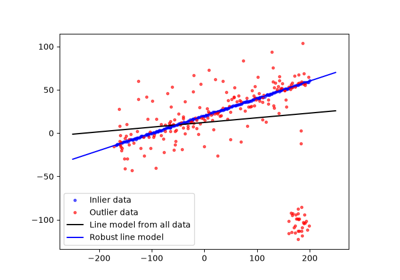 100
50
0
−50
−100
−200
−100
0
100
200
Inlier data
Outlier data
Line model from all data
Robust line model